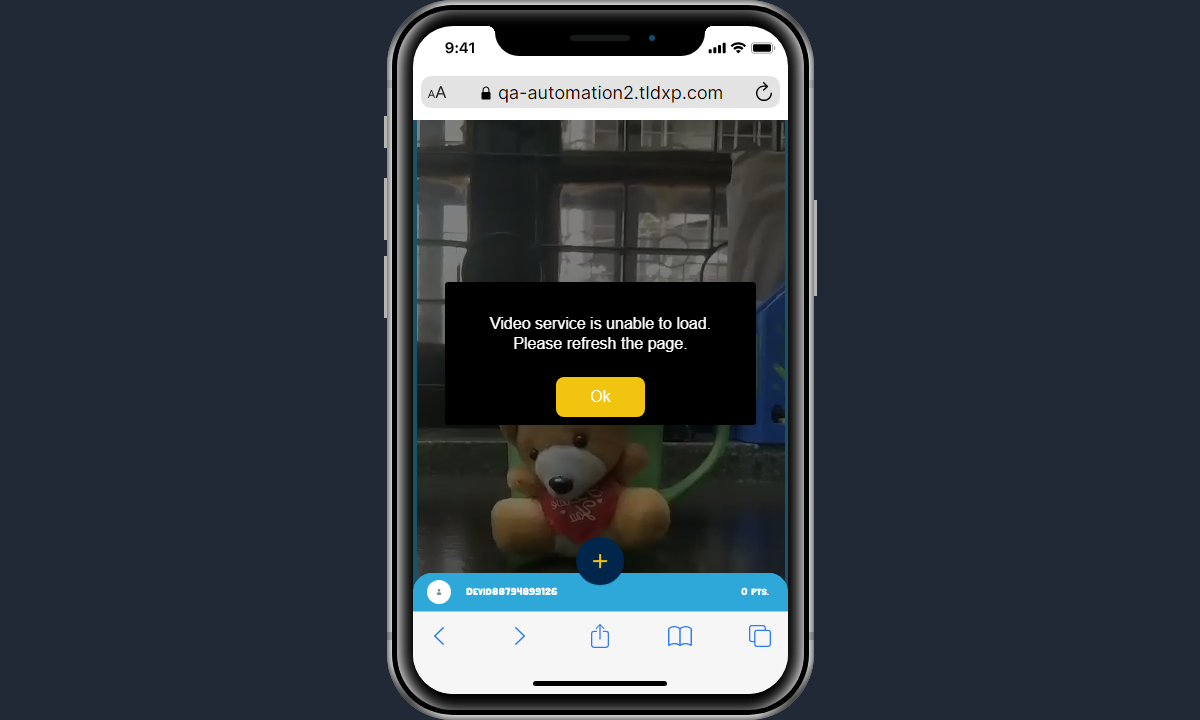 9:41
AA qa-automation2.tldxp.com
Video service is unable to load.
Please refresh the page.
Ok
DEVID88794899126 0 PTS.